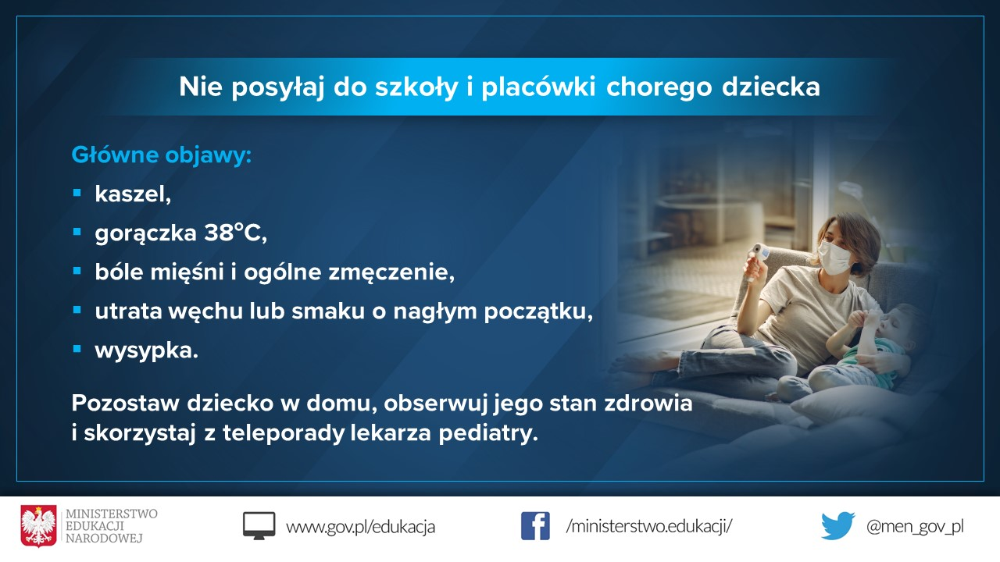 Nie posyłaj do szkoły i placówki chorego dziecka
Główne objawy:
▪ kaszel,
▪ gorączka 38°C,
▪ bóle mięśni i ogólne zmęczenie,
▪ utrata węchu lub smaku o nagłym początku,
▪ wysypka.
Pozostaw dziecko w domu, obserwuj jego stan zdrowia
i skorzystaj z teleporady lekarza pediatry.
MINISTERSTWO
EDUKACJI
NARODOWEJ
www.gov.pl/edukacja
/ministerstwo.edukacji/
@men_gov_pl